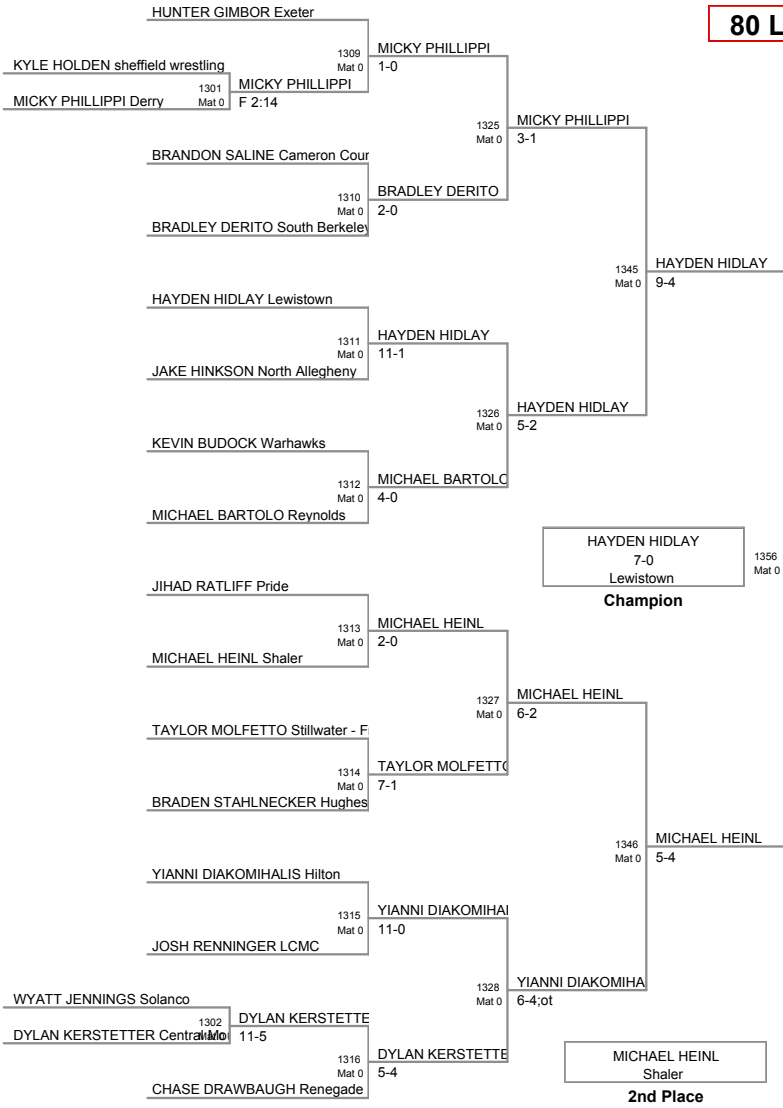 HUNTER GIMBOR Exeter
80 L
1309
Mat 0
MICKY PHILLIPPI
1-0
KYLE HOLDEN sheffield wrestling
1301
Mat 0
MICKY PHILLIPPI
F 2:14
MICKY PHILLIPPI Derry
1325
Mat 0
MICKY PHILLIPPI
3-1
BRANDON SALINE Cameron Cour
1310
Mat 0
BRADLEY DERITO
2-0
BRADLEY DERITO South Berkeley
1345
Mat 0
HAYDEN HIDLAY
9-4
HAYDEN HIDLAY Lewistown
1311
Mat 0
HAYDEN HIDLAY
11-1
JAKE HINKSON North Allegheny
1326
Mat 0
HAYDEN HIDLAY
5-2
KEVIN BUDOCK Warhawks
1312
Mat 0
MICHAEL BARTOLO
4-0
MICHAEL BARTOLO Reynolds
HAYDEN HIDLAY
7-0
Lewistown
1356
Mat 0
Champion
JIHAD RATLIFF Pride
1313
Mat 0
MICHAEL HEINL
2-0
MICHAEL HEINL Shaler
1327
Mat 0
MICHAEL HEINL
6-2
TAYLOR MOLFETTO Stillwater - F
1314
Mat 0
TAYLOR MOLFETTO
7-1
BRADEN STAHLNECKER Hughes
1346
Mat 0
MICHAEL HEINL
5-4
YIANNI DIAKOMIHALIS Hilton
1315
Mat 0
YIANNI DIAKOMIHAL
11-0
JOSH RENNINGER LCMC
1328
Mat 0
YIANNI DIAKOMIHA
6-4;ot
WYATT JENNINGS Solanco
1302
Mat 0
DYLAN KERSTETTE
11-5
DYLAN KERSTETTER Central Mou
1316
Mat 0
DYLAN KERSTETTE
5-4
CHASE DRAWBAUGH Renegade
MICHAEL HEINL
Shaler
2nd Place